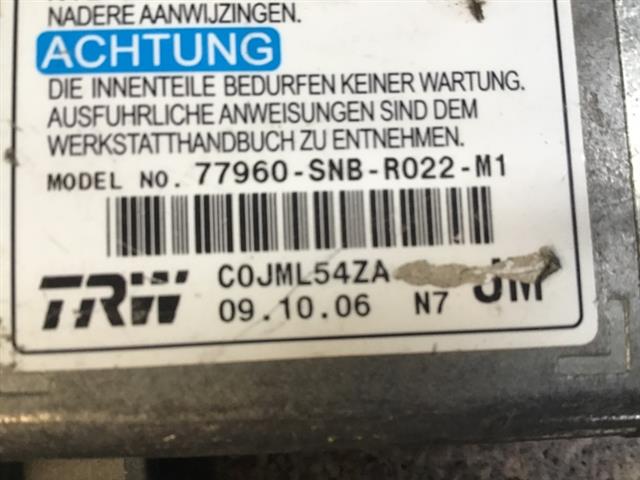 NADERE AANWIJZINGEN.
ACHTUNG
DIE INNENTEILE BEDURFEN KEINER WARTUNG.
AUSFUHRLICHE ANWEISUNGEN SIND DEM
WERKSTATTHANDBUCH ZU ENTNEHMEN.
MODEL NO. 77960-SNB-R022-M1
TRW
C0JML54ZA
09.10.06 N7 JM